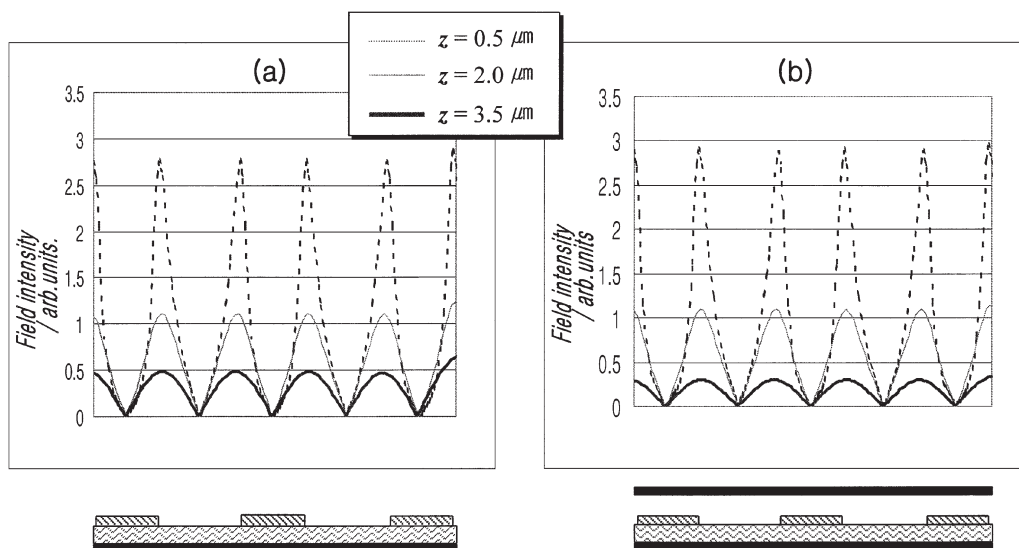 z = 0.5 μm
z = 2.0 μm
z = 3.5 μm
(a)
3.5
3
2.5
2
1.5
1
0.5
0
Field intensity
/ arb. units.
(b)
3.5
3
2.5
2
1.5
1
0.5
0
Field intensity
/ arb. units